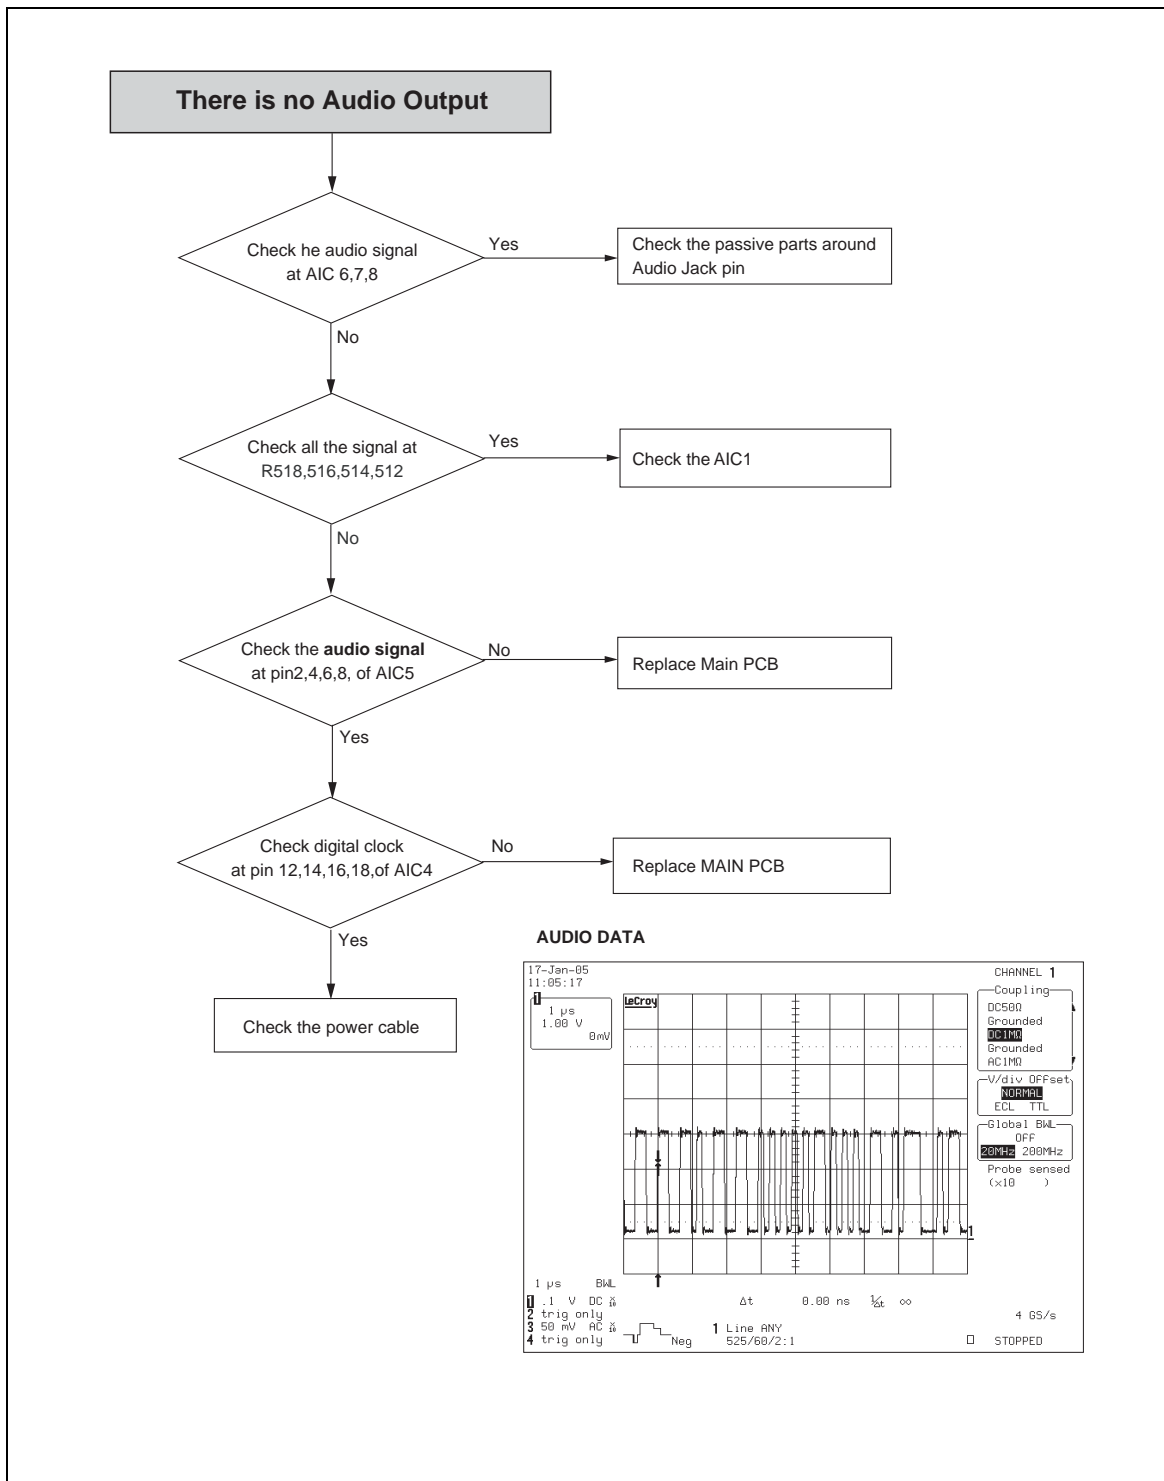 There is no Audio Output
Check he audio signal
at AIC 6,7,8
Yes
Check the passive parts around
Audio Jack pin
No
Check all the signal at
R518,516,514,512
Yes
Check the AIC1
No
Check the audio signal
at pin2,4,6,8, of AIC5
No
Replace Main PCB
Yes
Check digital clock
at pin 12,14,16,18,of AIC4
No
Replace MAIN PCB
Yes
Check the power cable
AUDIO DATA
17-Jan-05
11:05:17
1
1 µs
1.00 V
0mV
LeCroy
CHANNEL 1
Coupling
DC50Ω
Grounded
DC1MΩ
Grounded
AC1MΩ
V/div OFFset
NORMAL
ECL TTL
Global BWL
OFF
20MHz 200MHz
Probe sensed
(x10 )
1
1 µs BWL
1 .1 V DC X10
2 trig only
3 50 mV AC X10
4 trig only
Neg
Δt 0.00 ns 1/Δt ∞
1 Line ANY
525/60/2:1
4 GS/s
STOPPED